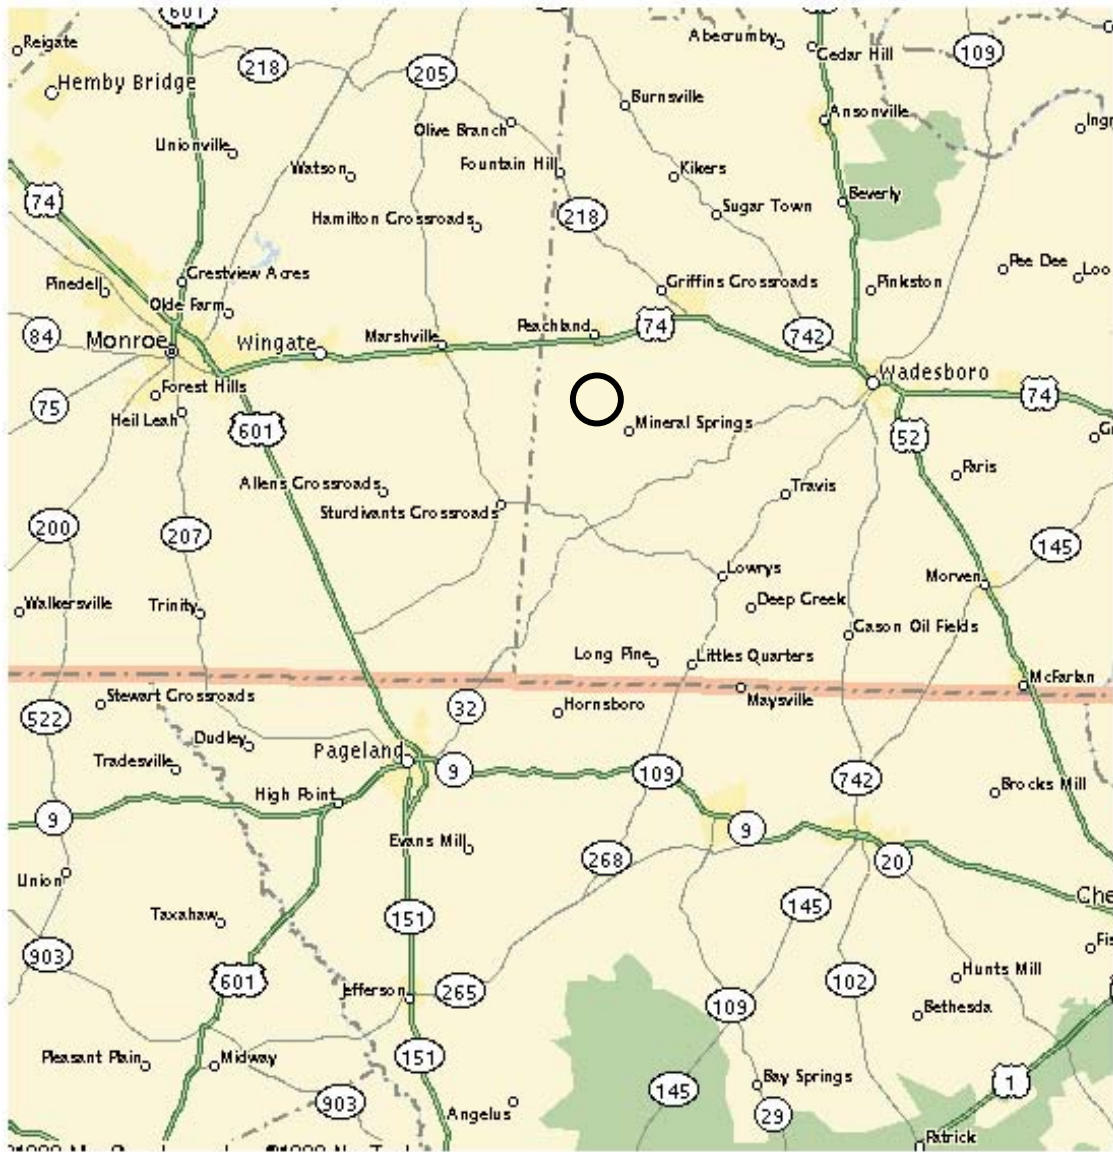 601
Reigate
Abecrumby
Cedar Hill
109
218
205
Hemby Bridge
Burnsville
Ansonville
Olive Branch
Unionville
Watson
Fountain Hill
Kikers
74
Beverly
Hamilton Crossroads
218
Sugar Town
Pee Dee
Crestview Acres
Pinedell
Griffins Crossroads
Pinkston
Olde Farm
84
Monroe
Wingate
Marshville
Peachland
74
742
Wadesboro
Forest Hills
74
75
Heil Leah
601
Mineral Springs
52
Allens Crossroads
Paris
Travis
Sturdivants Crossroads
200
207
145
Lowrys
Morven
Walkersville
Trinity
Deep Creek
Cason Oil Fields
Long Pine
Littles Quarters
McFarlan
Stewart Crossroads
Maysville
522
32
Hornsboro
Dudley
Pageland
Tradesville
9
109
742
High Point
Brocks Mill
9
9
Evans Mill
268
20
Union
145
Taxahaw
151
903
601
Hunts Mill
Jefferson
265
102
109
Bethesda
Pleasant Plain
Midway
151
Bay Springs
1
903
Angelus
145
29
Patrick